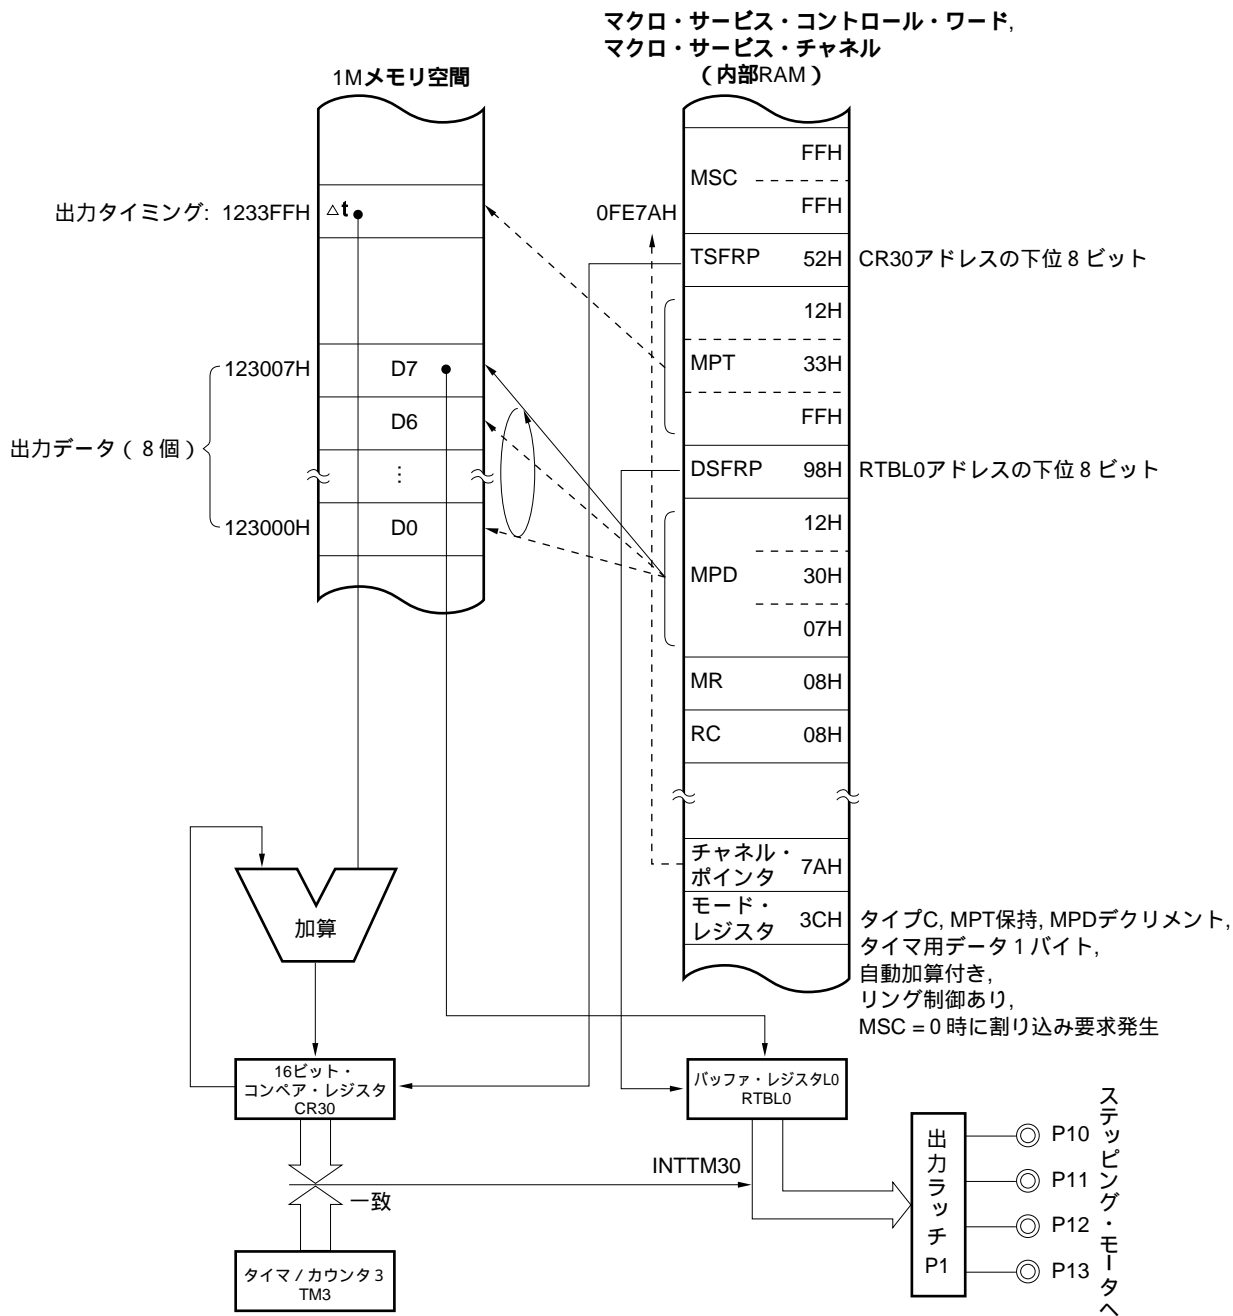 マクロ・サービス・コントロール・ワード,
マクロ・サービス・チャネル
（内部RAM）
1Mメモリ空間
FFH
MSC
FFH
出力タイミング: 1233FFH
△t
0FE7AH
TSFRP 52H
CR30アドレスの下位 8 ビット
12H
MPT 33H
FFH
123007H
D7
D6
出力データ（ 8 個）
⋮
123000H
D0
DSFRP 98H
RTBL0アドレスの下位 8 ビット
12H
MPD 30H
07H
MR 08H
RC 08H
チャネル・
ポインタ
7AH
モード・
レジスタ
3CH
タイプC, MPT保持, MPDデクリメント,
タイマ用データ 1 バイト,
自動加算付き,
リング制御あり,
MSC = 0 時に割り込み要求発生
加算
16ビット・
コンペア・レジスタ
CR30
バッファ・レジスタL0
RTBL0
INTTM30
一致
タイマ / カウンタ 3
TM3
出力ラッチ
P1
P10
P11
P12
P13
ステッピング・モータへ